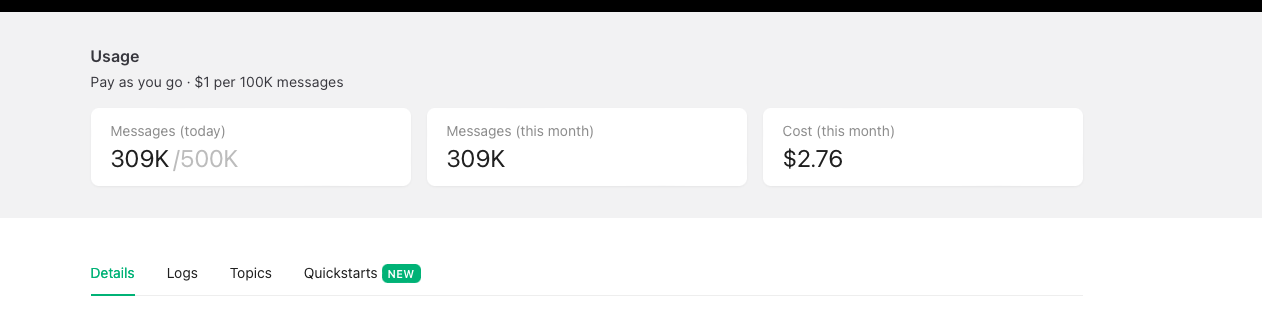 Usage
Pay as you go · $1 per 100K messages
Messages (today)
309K /500K
Messages (this month)
309K
Cost (this month)
$2.76
Details Logs Topics Quickstarts NEW